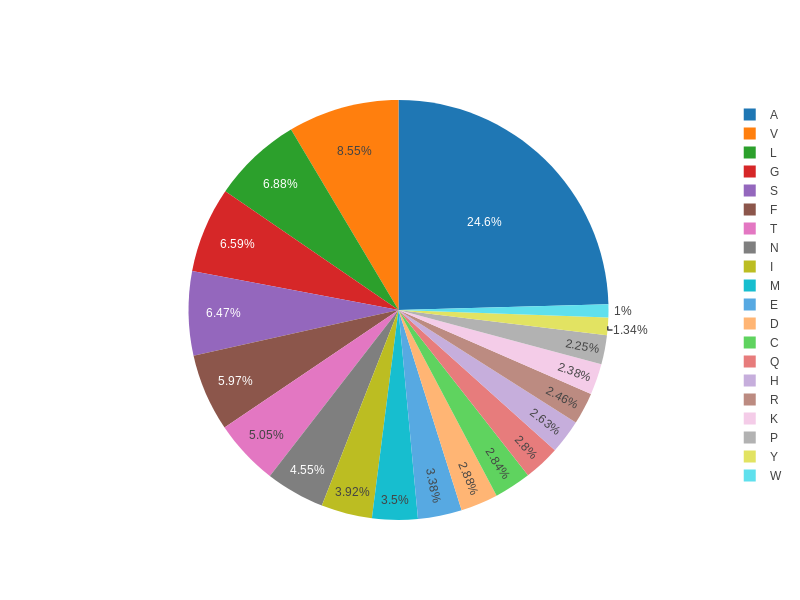 24.6%
8.55%
6.88%
6.59%
6.47%
5.97%
5.05%
4.55%
3.92%
3.5%
3.38%
2.88%
2.84%
2.8%
2.63%
2.46%
2.38%
2.25%
1.34%
1%
A
V
L
G
S
F
T
N
I
M
E
D
C
Q
H
R
K
P
Y
W